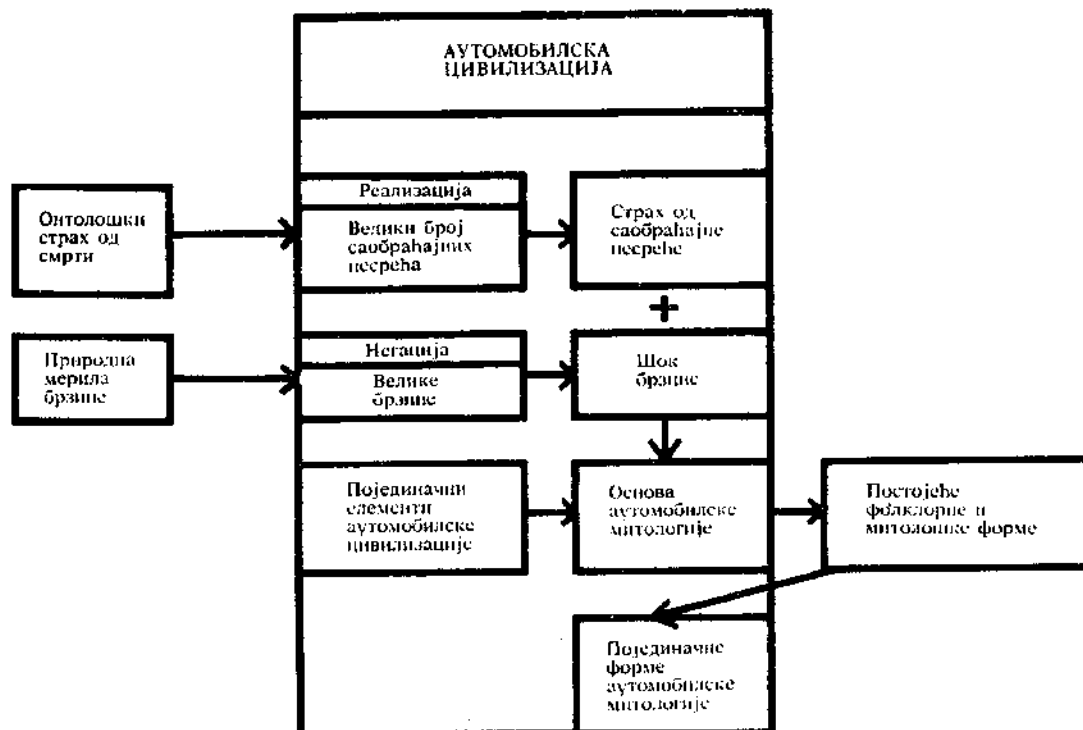 АУТОМОБИЛСКА
ЦИВИЛИЗАЦИЈА
Онтолошки
страх од
смрти
Реализација
Велики број
саобраћајних
несрећа
Страх од
саобраћајне
несреће
+
Природна
мерила
брзине
Негација
Велике
брзине
Шок
брзине
Појединачни
елементи
аутомобилске
цивилизације
Основа
аутомобилске
митологије
Постојеће
фолклорне и
митолошке форме
Појединачне
форме
аутомобилске
митологије